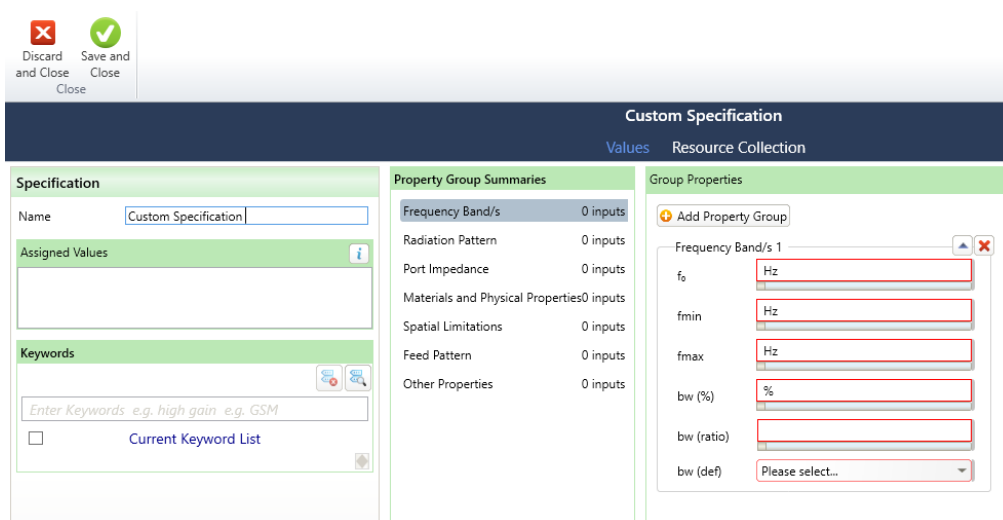 Discard and Close
Save and Close
Close
Custom Specification
Values Resource Collection
Specification
Name Custom Specification
Assigned Values
i
Keywords
Enter Keywords e.g. high gain e.g. GSM
Current Keyword List
Property Group Summaries
Frequency Band/s 0 inputs
Radiation Pattern 0 inputs
Port Impedance 0 inputs
Materials and Physical Properties 0 inputs
Spatial Limitations 0 inputs
Feed Pattern 0 inputs
Other Properties 0 inputs
Group Properties
Add Property Group
Frequency Band/s 1
f₀ Hz
fmin Hz
fmax Hz
bw (%) %
bw (ratio)
bw (def) Please select...